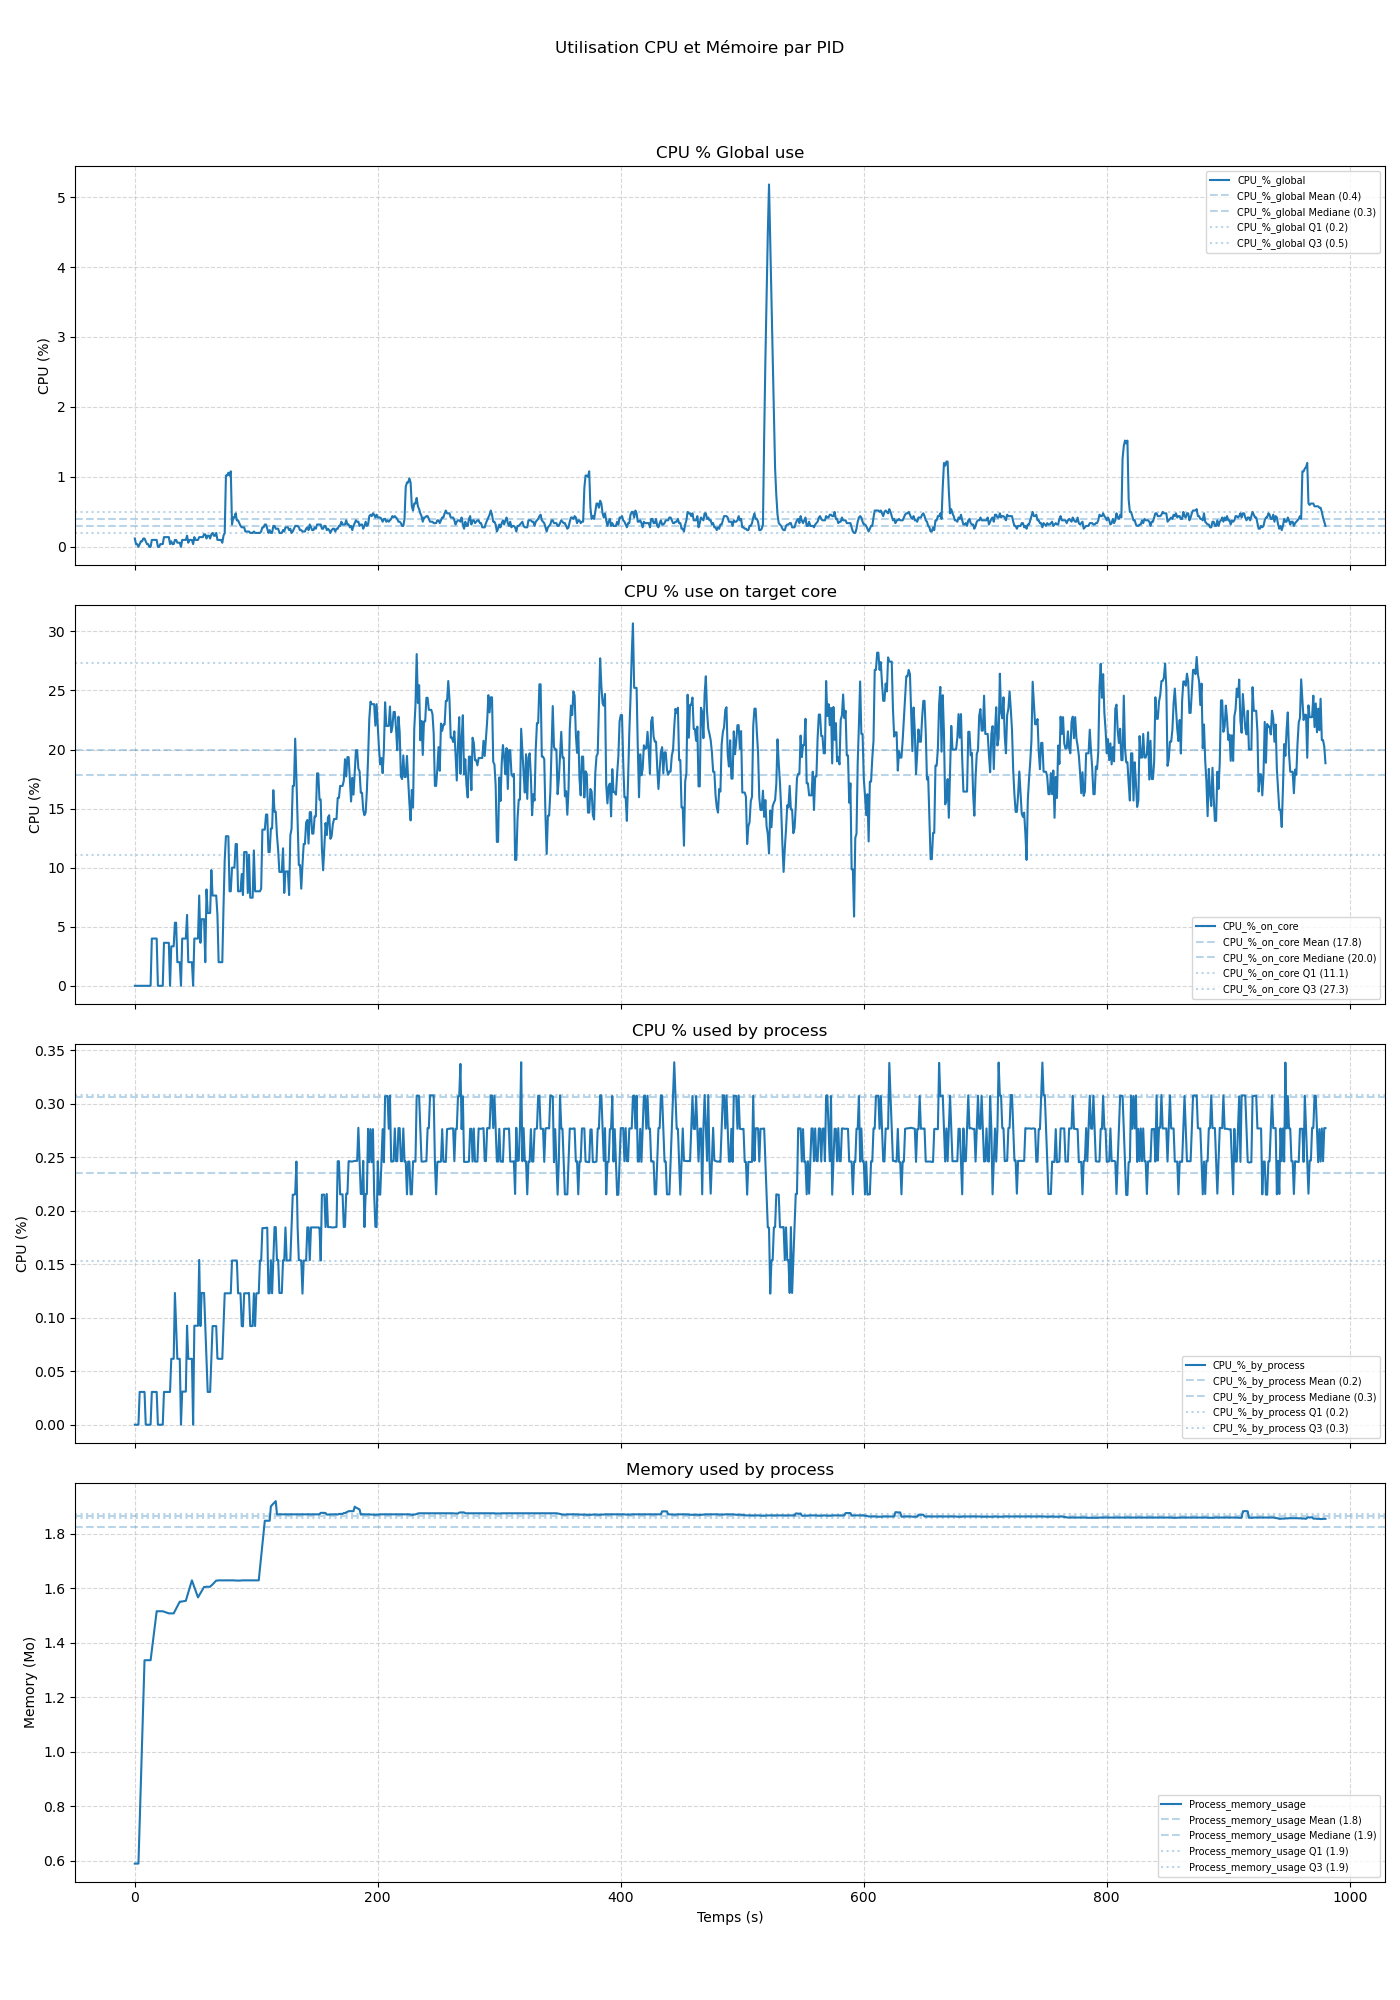 Utilisation CPU et Mémoire par PID
CPU % Global use
CPU (%)
5
4
3
2
1
0
CPU_%_global
CPU_%_global Mean (0.4)
CPU_%_global Mediane (0.3)
CPU_%_global Q1 (0.2)
CPU_%_global Q3 (0.5)
CPU % use on target core
CPU (%)
30
25
20
15
10
5
0
CPU_%_on_core
CPU_%_on_core Mean (17.8)
CPU_%_on_core Mediane (20.0)
CPU_%_on_core Q1 (11.1)
CPU_%_on_core Q3 (27.3)
CPU % used by process
CPU (%)
0.35
0.30
0.25
0.20
0.15
0.10
0.05
0.00
CPU_%_by_process
CPU_%_by_process Mean (0.2)
CPU_%_by_process Mediane (0.3)
CPU_%_by_process Q1 (0.2)
CPU_%_by_process Q3 (0.3)
Memory used by process
Memory (Mo)
1.8
1.6
1.4
1.2
1.0
0.8
0.6
Process_memory_usage
Process_memory_usage Mean (1.8)
Process_memory_usage Mediane (1.9)
Process_memory_usage Q1 (1.9)
Process_memory_usage Q3 (1.9)
0 200 400 600 800 1000
Temps (s)